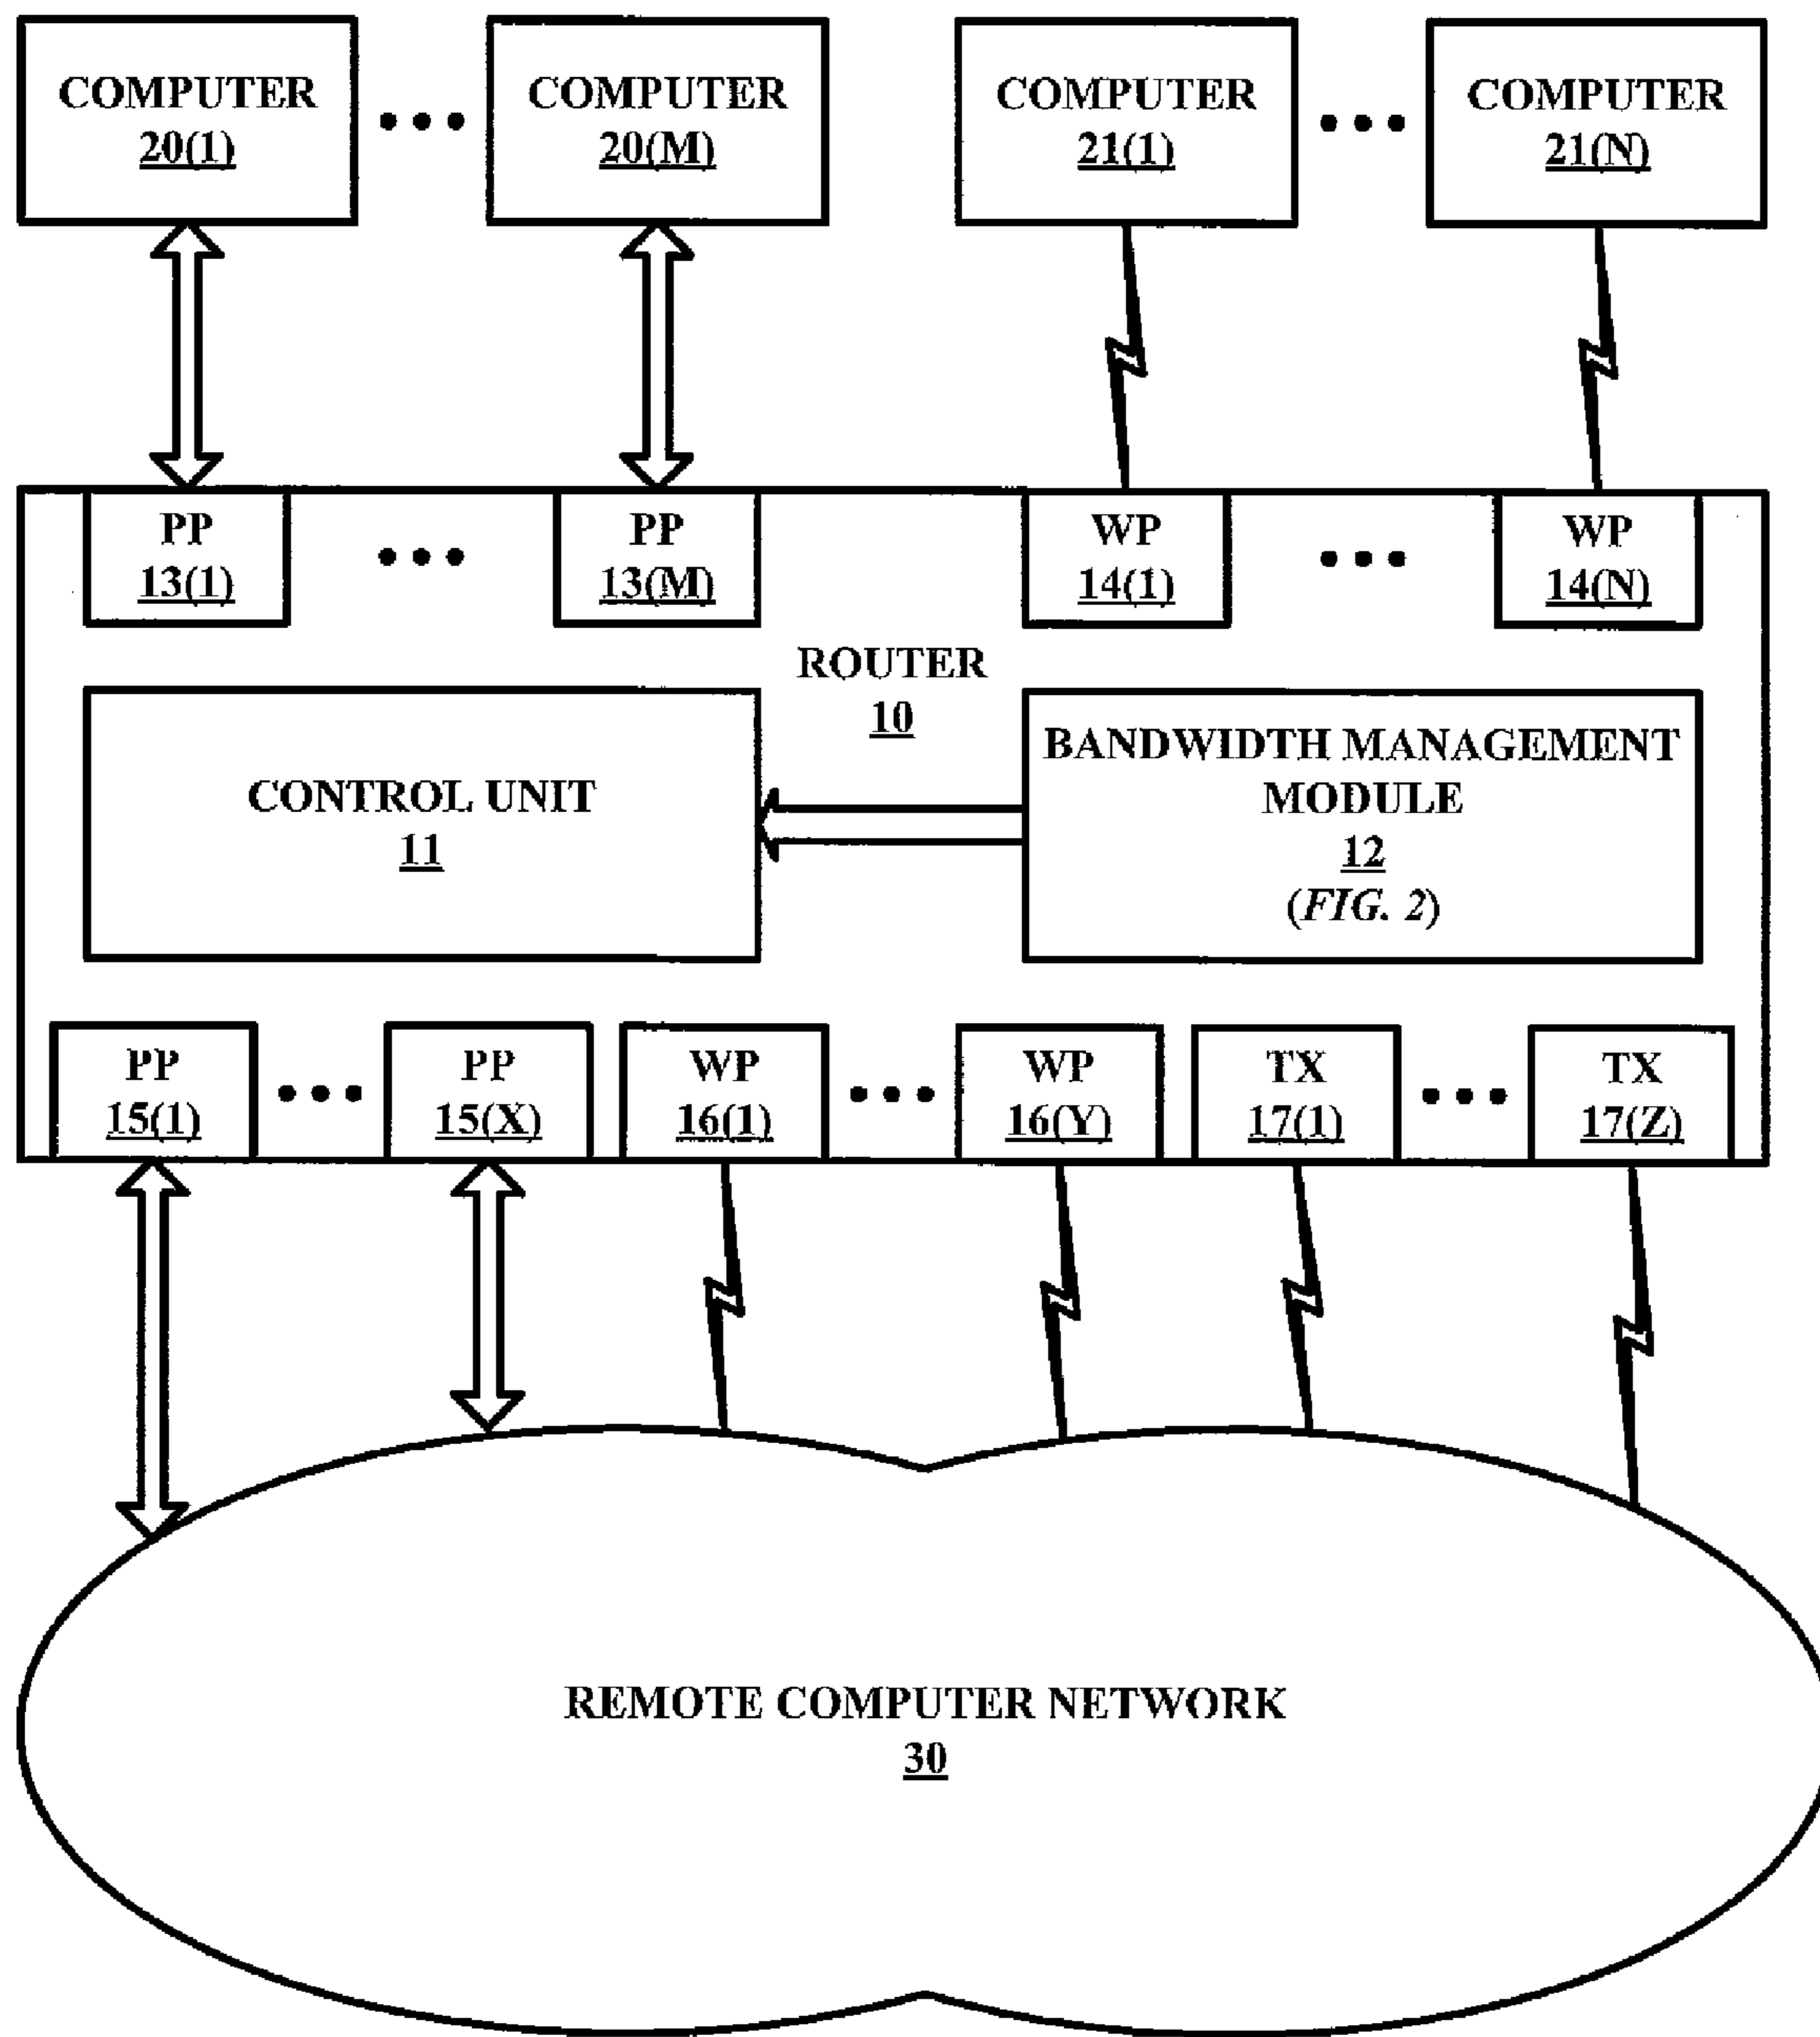 COMPUTER
20(1)
COMPUTER
20(M)
COMPUTER
21(1)
COMPUTER
21(N)
PP
13(1)
PP
13(M)
WP
14(1)
WP
14(N)
ROUTER
10
CONTROL UNIT
11
BANDWIDTH MANAGEMENT
MODULE
12
(FIG. 2)
PP
15(1)
PP
15(X)
WP
16(1)
WP
16(Y)
TX
17(1)
TX
17(Z)
REMOTE COMPUTER NETWORK
30